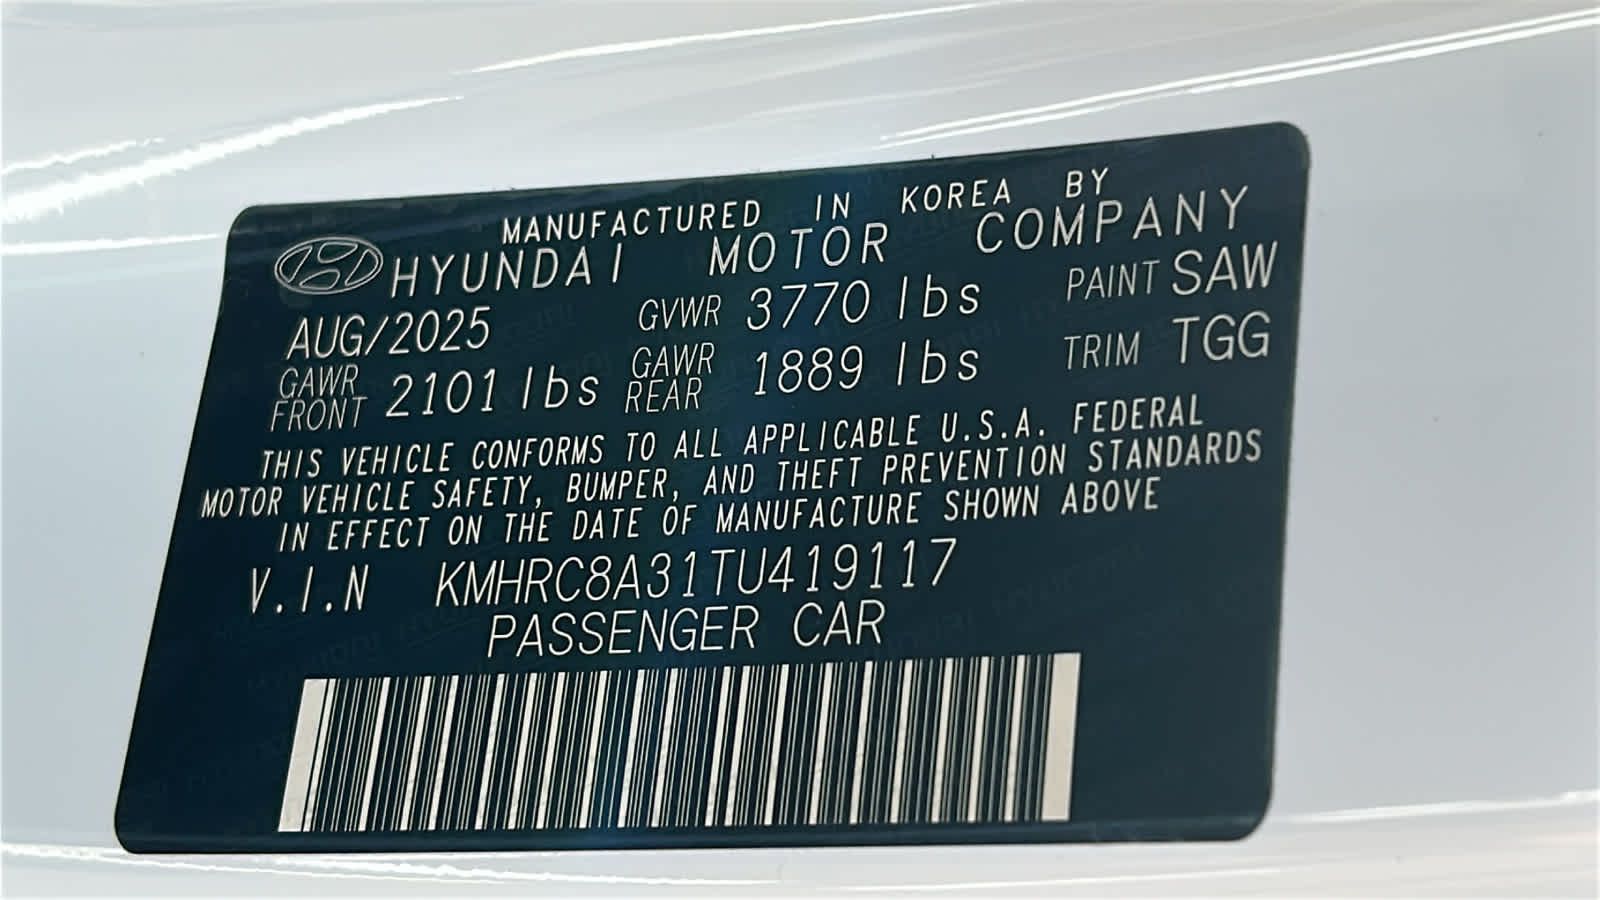 MANUFACTURED IN KOREA BY
HYUNDAI MOTOR COMPANY
AUG/2025 GVWR 3770 lbs PAINT SAW
GAWR FRONT 2101 lbs GAWR REAR 1889 lbs TRIM TGG
THIS VEHICLE CONFORMS TO ALL APPLICABLE U.S.A. FEDERAL
MOTOR VEHICLE SAFETY, BUMPER, AND THEFT PREVENTION STANDARDS
IN EFFECT ON THE DATE OF MANUFACTURE SHOWN ABOVE
V.I.N KMHRC8A31TU419117
PASSENGER CAR